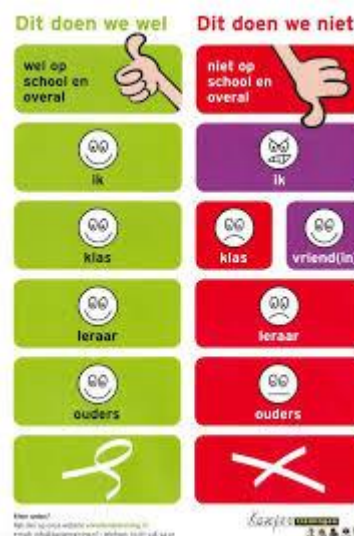 Dit doen we wel
Dit doen we niet
wel op
school en
overal
niet op
school en
overal
ik
ik
klas
klas
vriend(in)
leraar
leraar
ouders
ouders